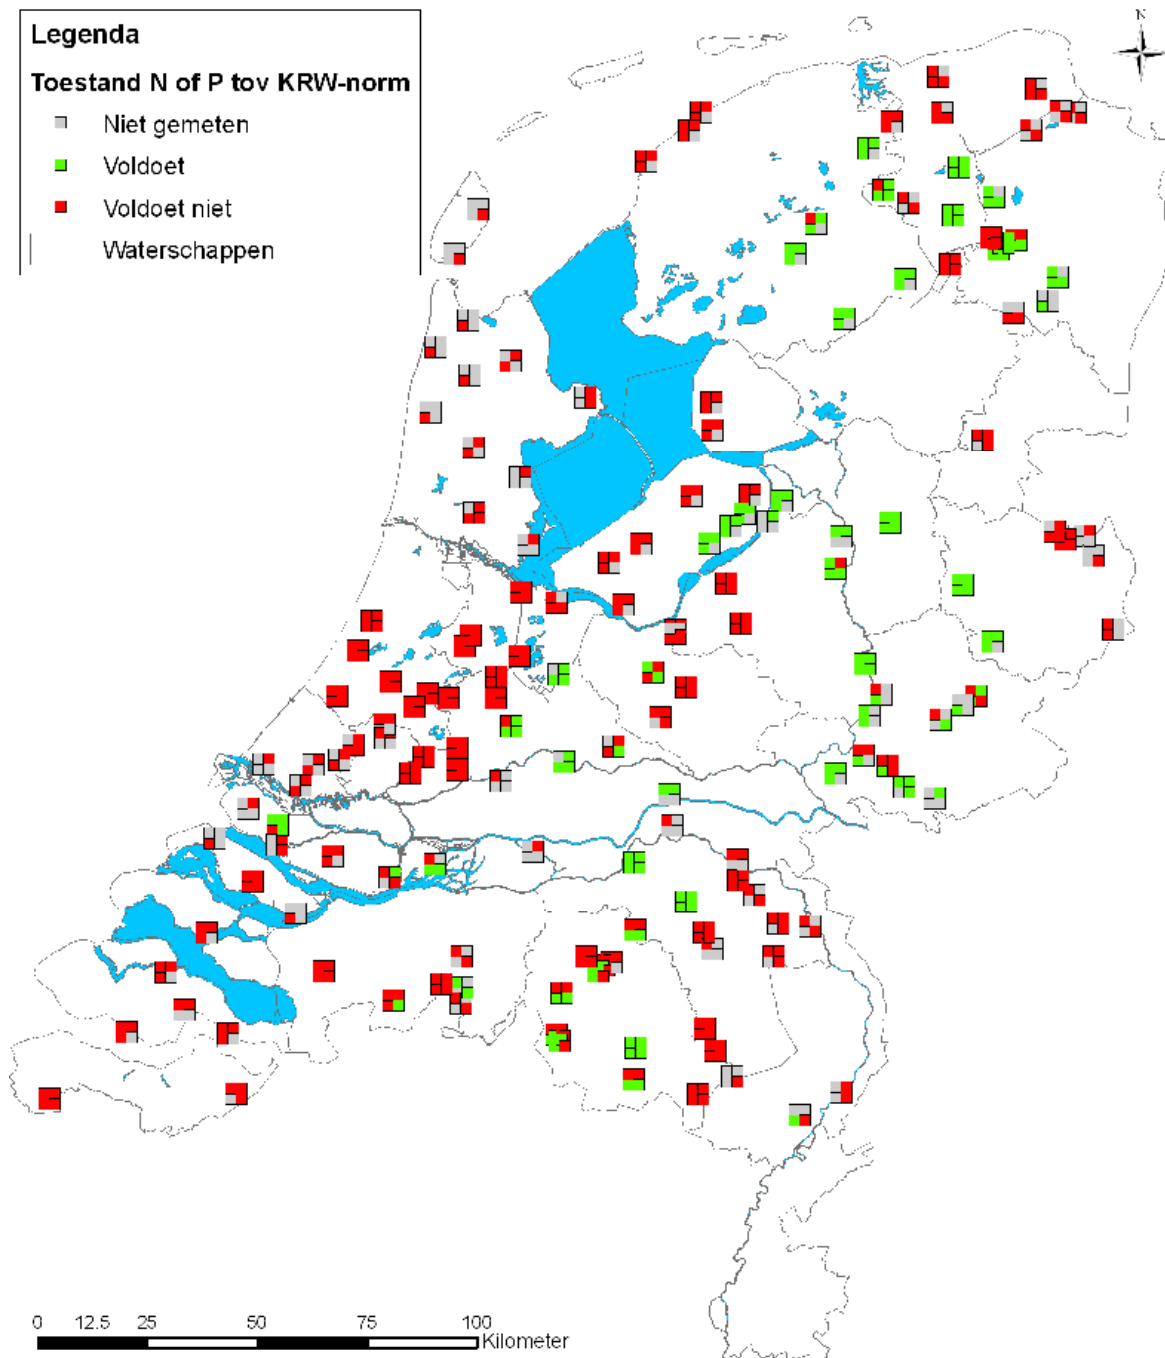 Legenda
Toestand N of P tov KRW-norm
Niet gemeten
Voldoet
Voldoet niet
Waterschappen
N
0 12.5 25 50 75 100
Kilometer